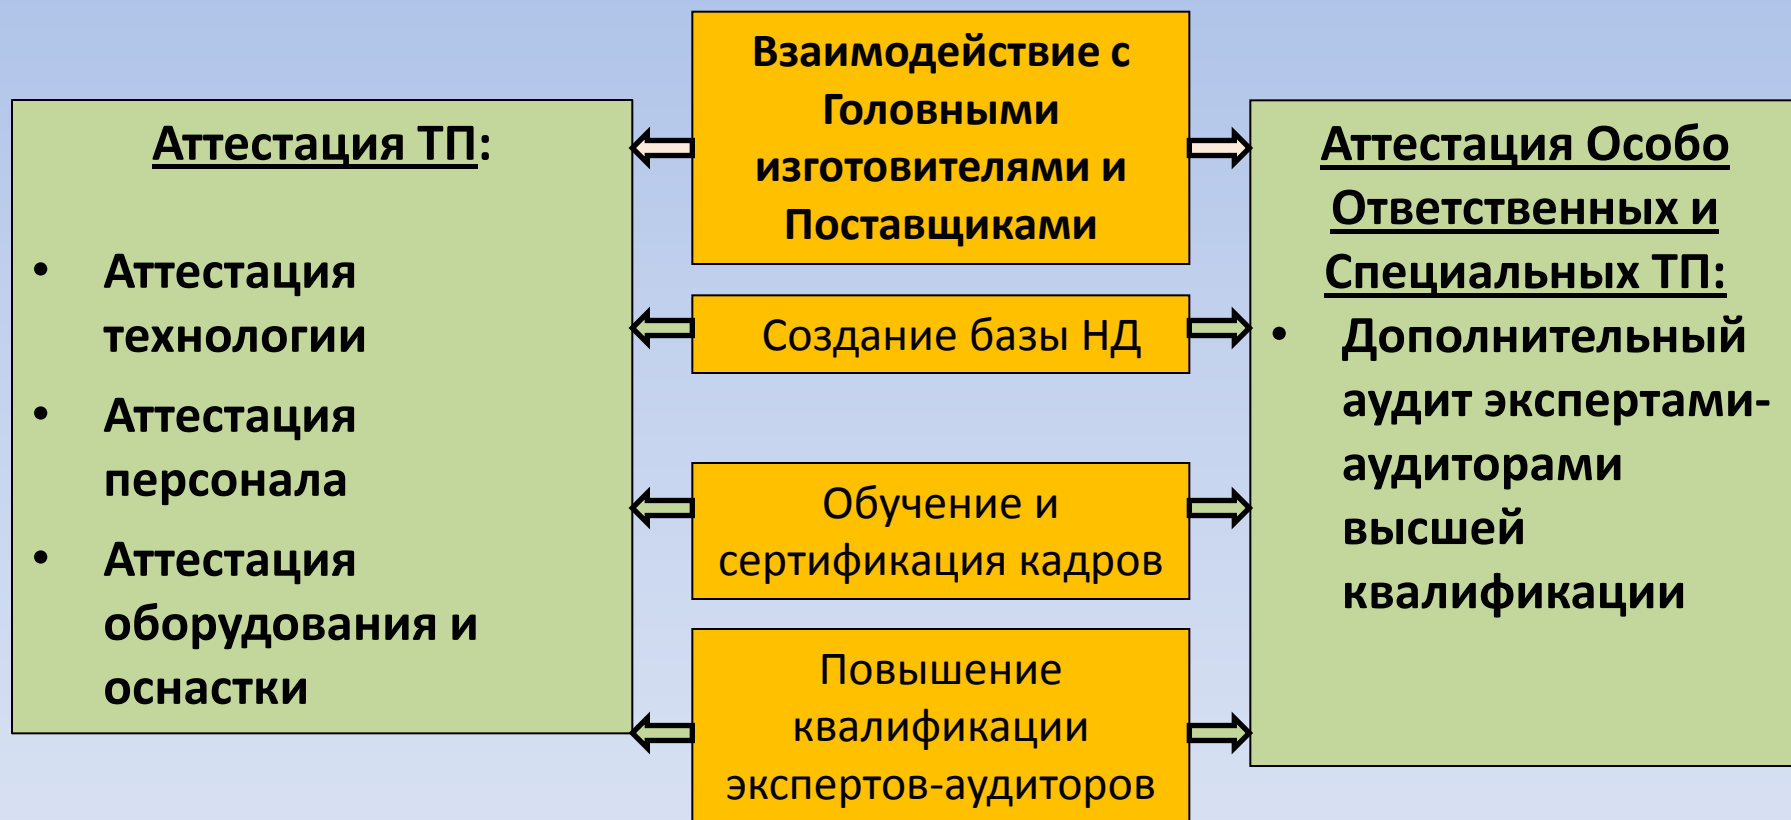 Аттестация ТП:
• Аттестация
технологии
• Аттестация
персонала
• Аттестация
оборудования и
оснастки
Взаимодействие с
Головными
изготовителями и
Поставщиками
Создание базы НД
Обучение и
сертификация кадров
Повышение
квалификации
экспертов-аудиторов
Аттестация Особо
Ответственных и
Специальных ТП:
• Дополнительный
аудит экспертами-
аудиторами
высшей
квалификации